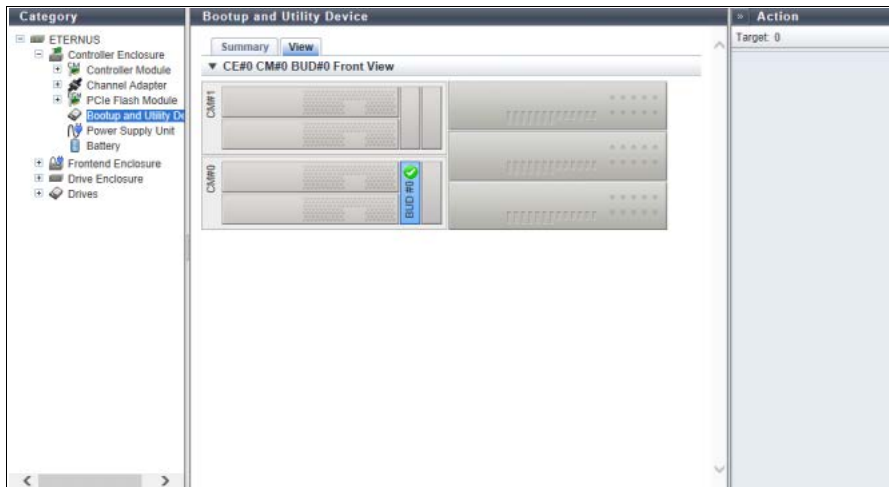 Category
Bootup and Utility Device
» Action
Target: 0
ETERNUS
Controller Enclosure
Controller Module
Channel Adapter
PCIe Flash Module
Bootup and Utility De
Power Supply Unit
Battery
Frontend Enclosure
Drive Enclosure
Drives
Summary
View
▼ CE#0 CM#0 BUD#0 Front View
CM#1
CM#0
BUD #0